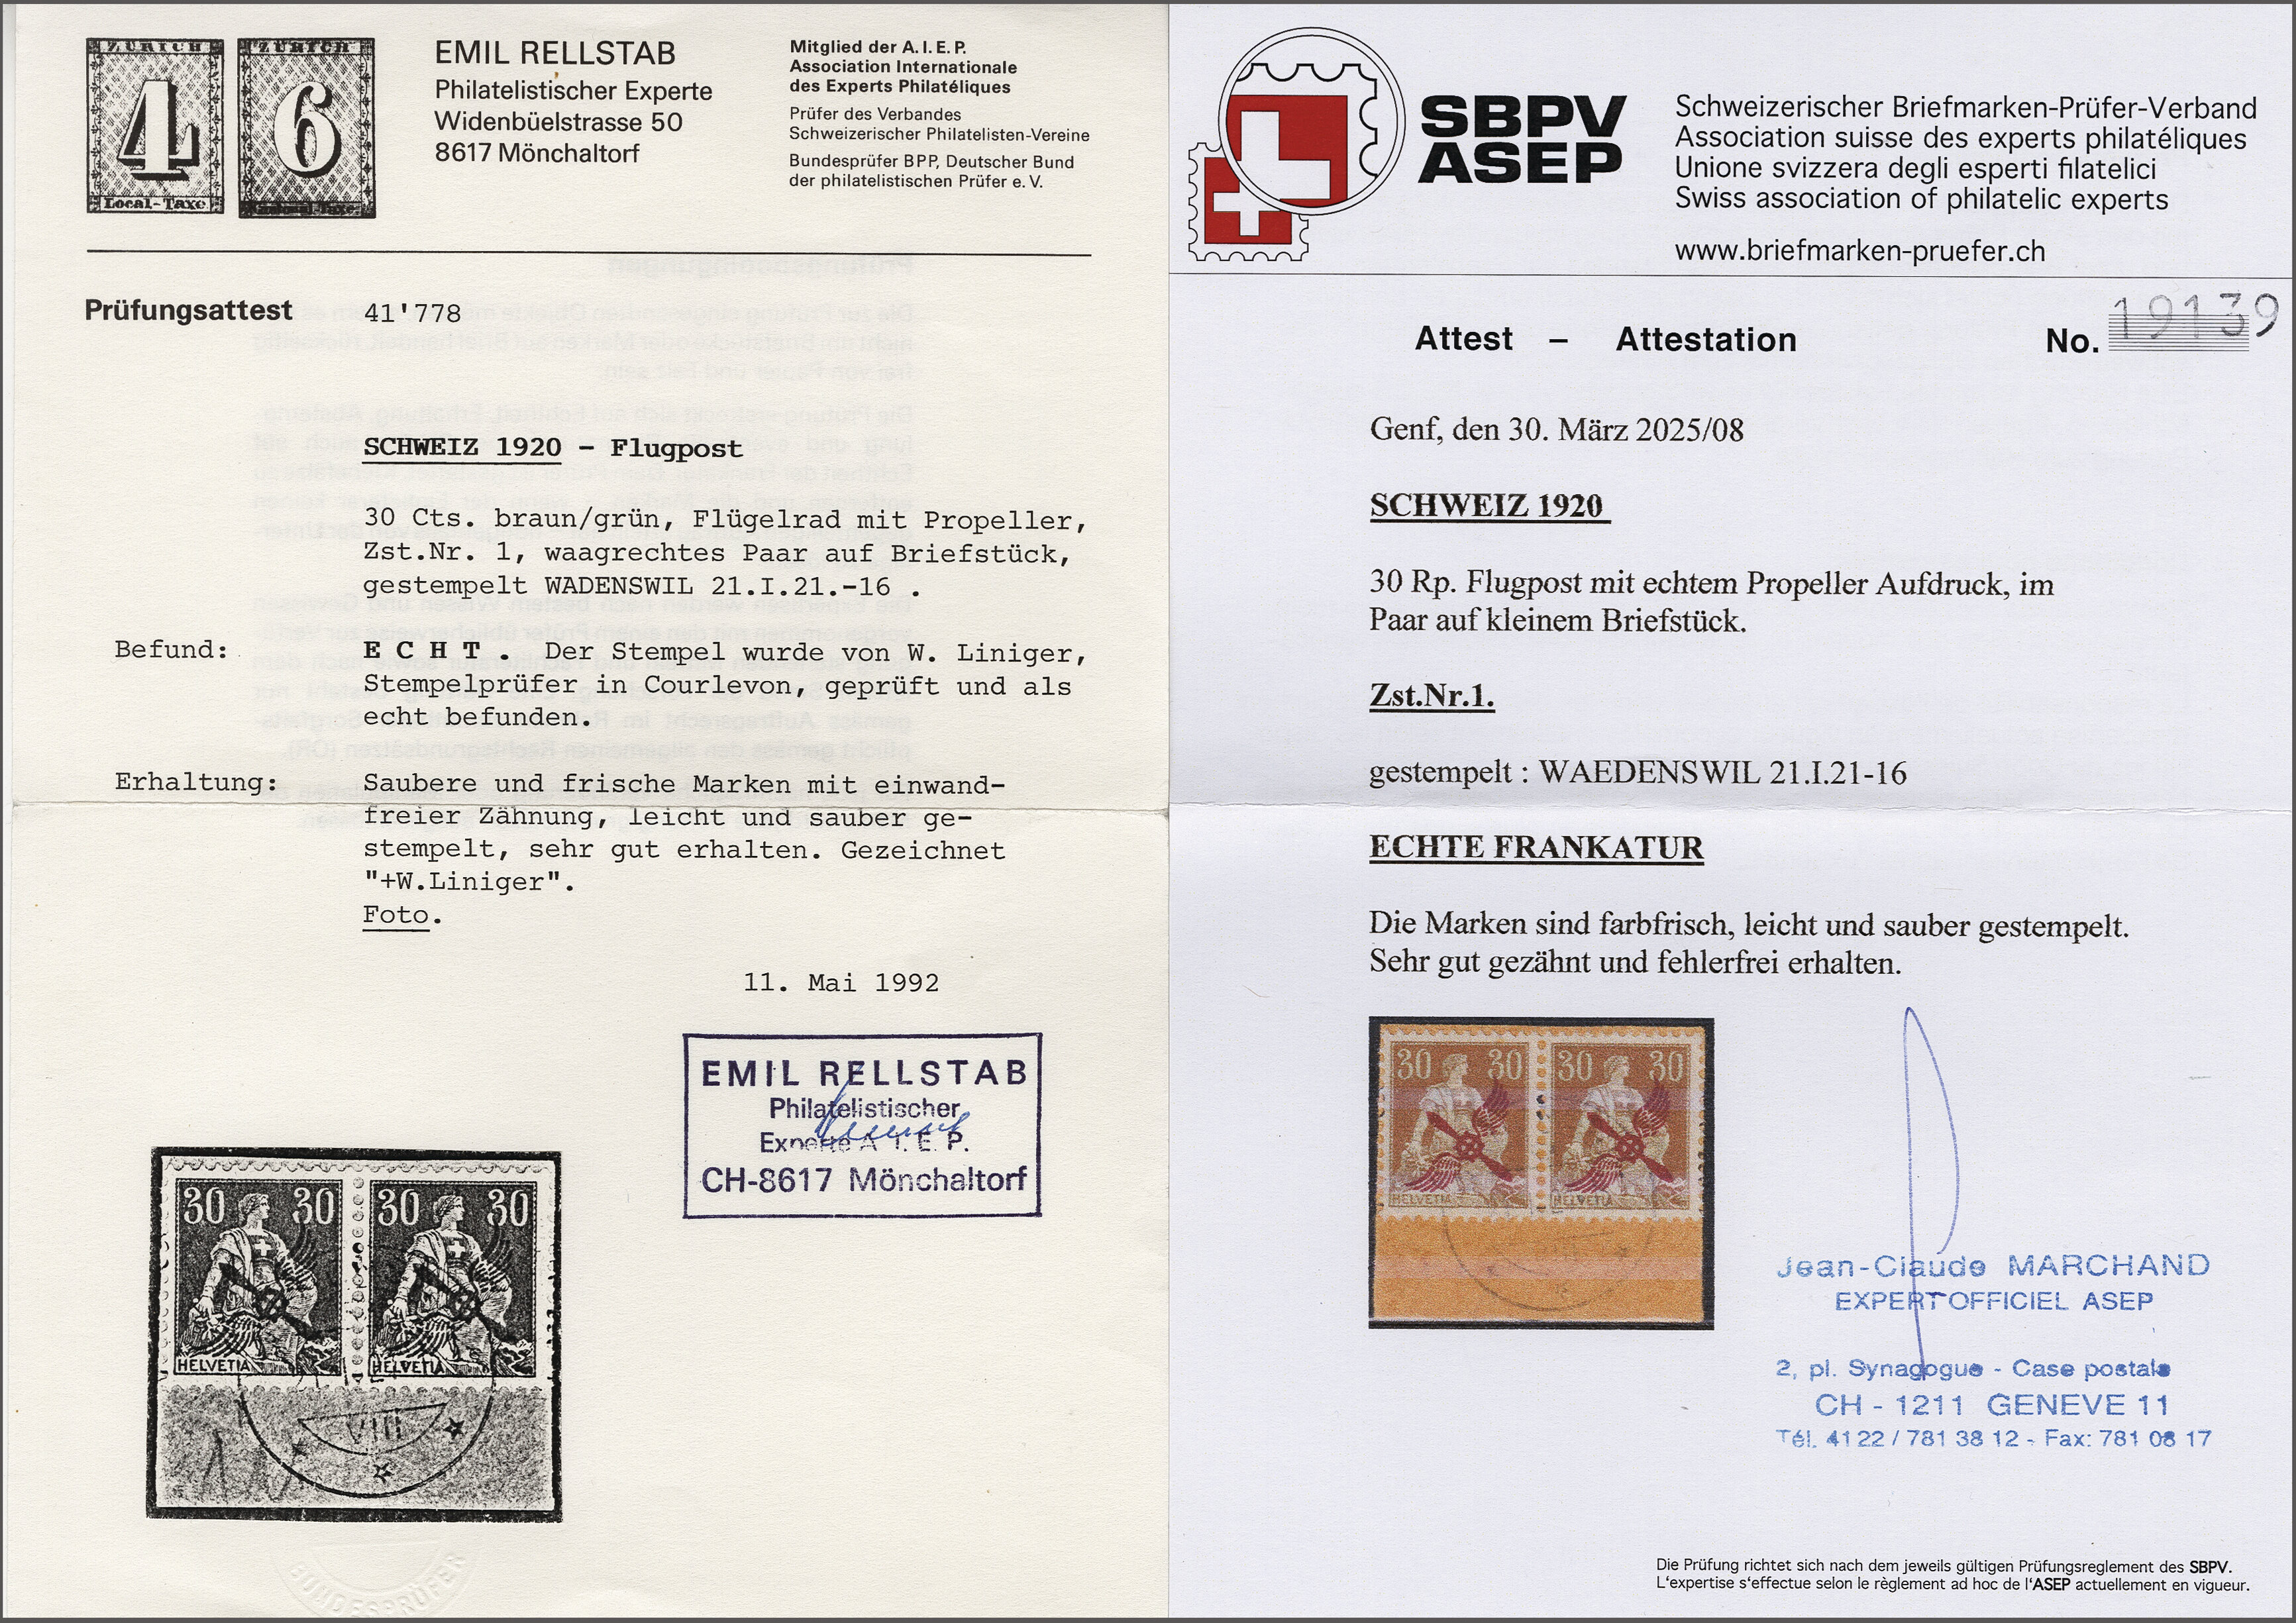 ZÜRICH
4
Local-Taxe.
ZÜRICH
6
EMIL RELLSTAB
Philatelistischer Experte
Widenbüelstrasse 50
8617 Mönchaltorf
Mitglied der A.I.E.P.
Association Internationale
des Experts Philatéliques
Prüfer des Verbandes
Schweizerischer Philatelisten-Vereine
Bundesprüfer BPP, Deutscher Bund
der philatelistischen Prüfer e.V.
Prüfungsattest 41'778
SCHWEIZ 1920 - Flugpost
30 Cts. braun/grün, Flügelrad mit Propeller,
Zst.Nr. 1, waagrechtes Paar auf Briefstück,
gestempelt WADENSWIL 21.I.21.-16 .
Befund: E C H T . Der Stempel wurde von W. Liniger,
Stempelprüfer in Courlevon, geprüft und als
echt befunden.
Erhaltung: Saubere und frische Marken mit einwand-
freier Zähnung, leicht und sauber ge-
stempelt, sehr gut erhalten. Gezeichnet
"+W.Liniger".
Foto.
11. Mai 1992
EMIL RELLSTAB
Philatelistischer
Experte A.I.E.P.
CH-8617 Mönchaltorf
30 30 30 30
HELVETIA HELVETIA
VIII
BUNDESPRÜFER
SBPV
ASEP
Schweizerischer Briefmarken-Prüfer-Verband
Association suisse des experts philatéliques
Unione svizzera degli esperti filatelici
Swiss association of philatelic experts
www.briefmarken-pruefer.ch
Attest – Attestation No. 19139
Genf, den 30. März 2025/08
SCHWEIZ 1920
30 Rp. Flugpost mit echtem Propeller Aufdruck, im
Paar auf kleinem Briefstück.
Zst.Nr.1.
gestempelt : WAEDENSWIL 21.I.21-16
ECHTE FRANKATUR
Die Marken sind farbfrisch, leicht und sauber gestempelt.
Sehr gut gezähnt und fehlerfrei erhalten.
30 30 30 30
HELVETIA HELVETIA
Jean-Claude MARCHAND
EXPERT OFFICIEL ASEP
2, pl. Synagogue - Case postale
CH - 1211 GENEVE 11
Tél. 41 22 / 781 38 12 - Fax: 781 08 17
Die Prüfung richtet sich nach dem jeweils gültigen Prüfungsreglement des SBPV.
L'expertise s'effectue selon le règlement ad hoc de l'ASEP actuellement en vigueur.